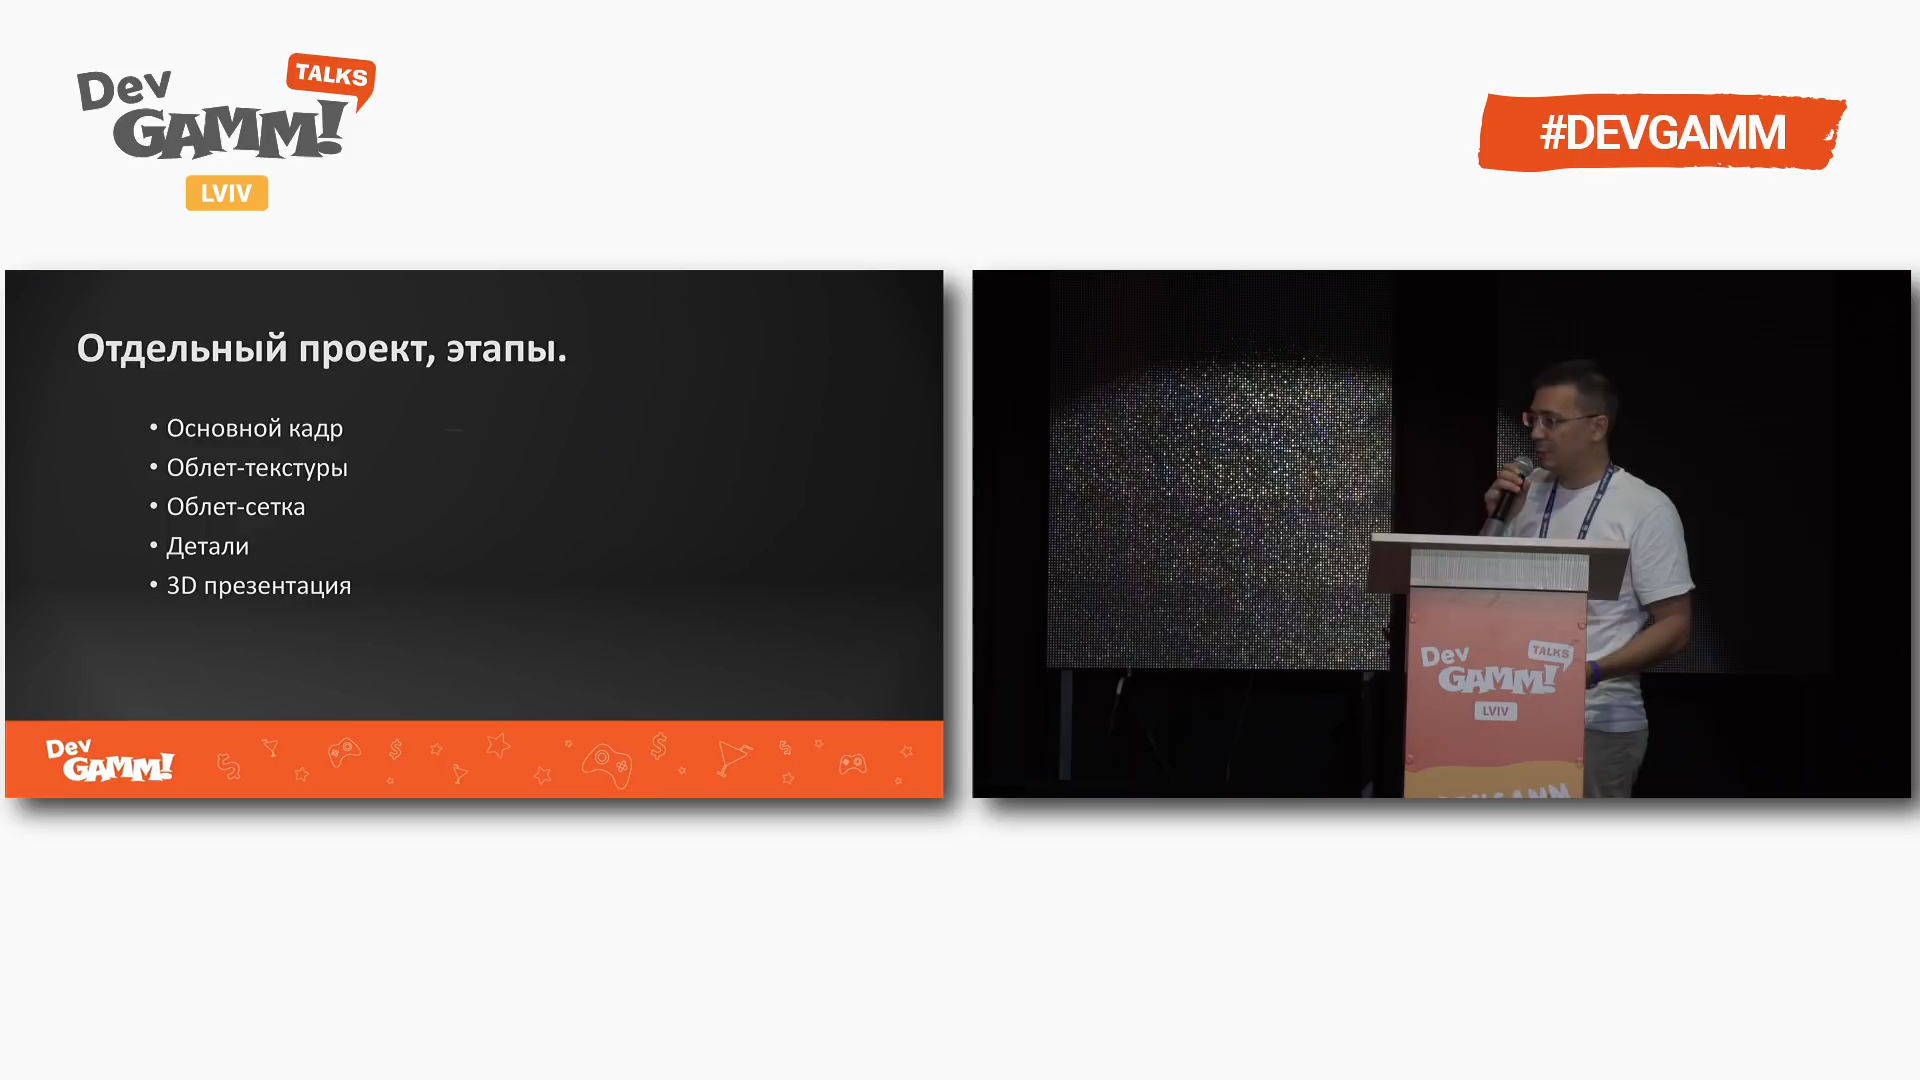 Dev
GAMM!
TALKS
LVIV
#DEVGAMM
Отдельный проект, этапы.
• Основной кадр
• Облет-текстуры
• Облет-сетка
• Детали
• 3D презентация
Dev
GAMM!
Dev
GAMM!
TALKS
LVIV